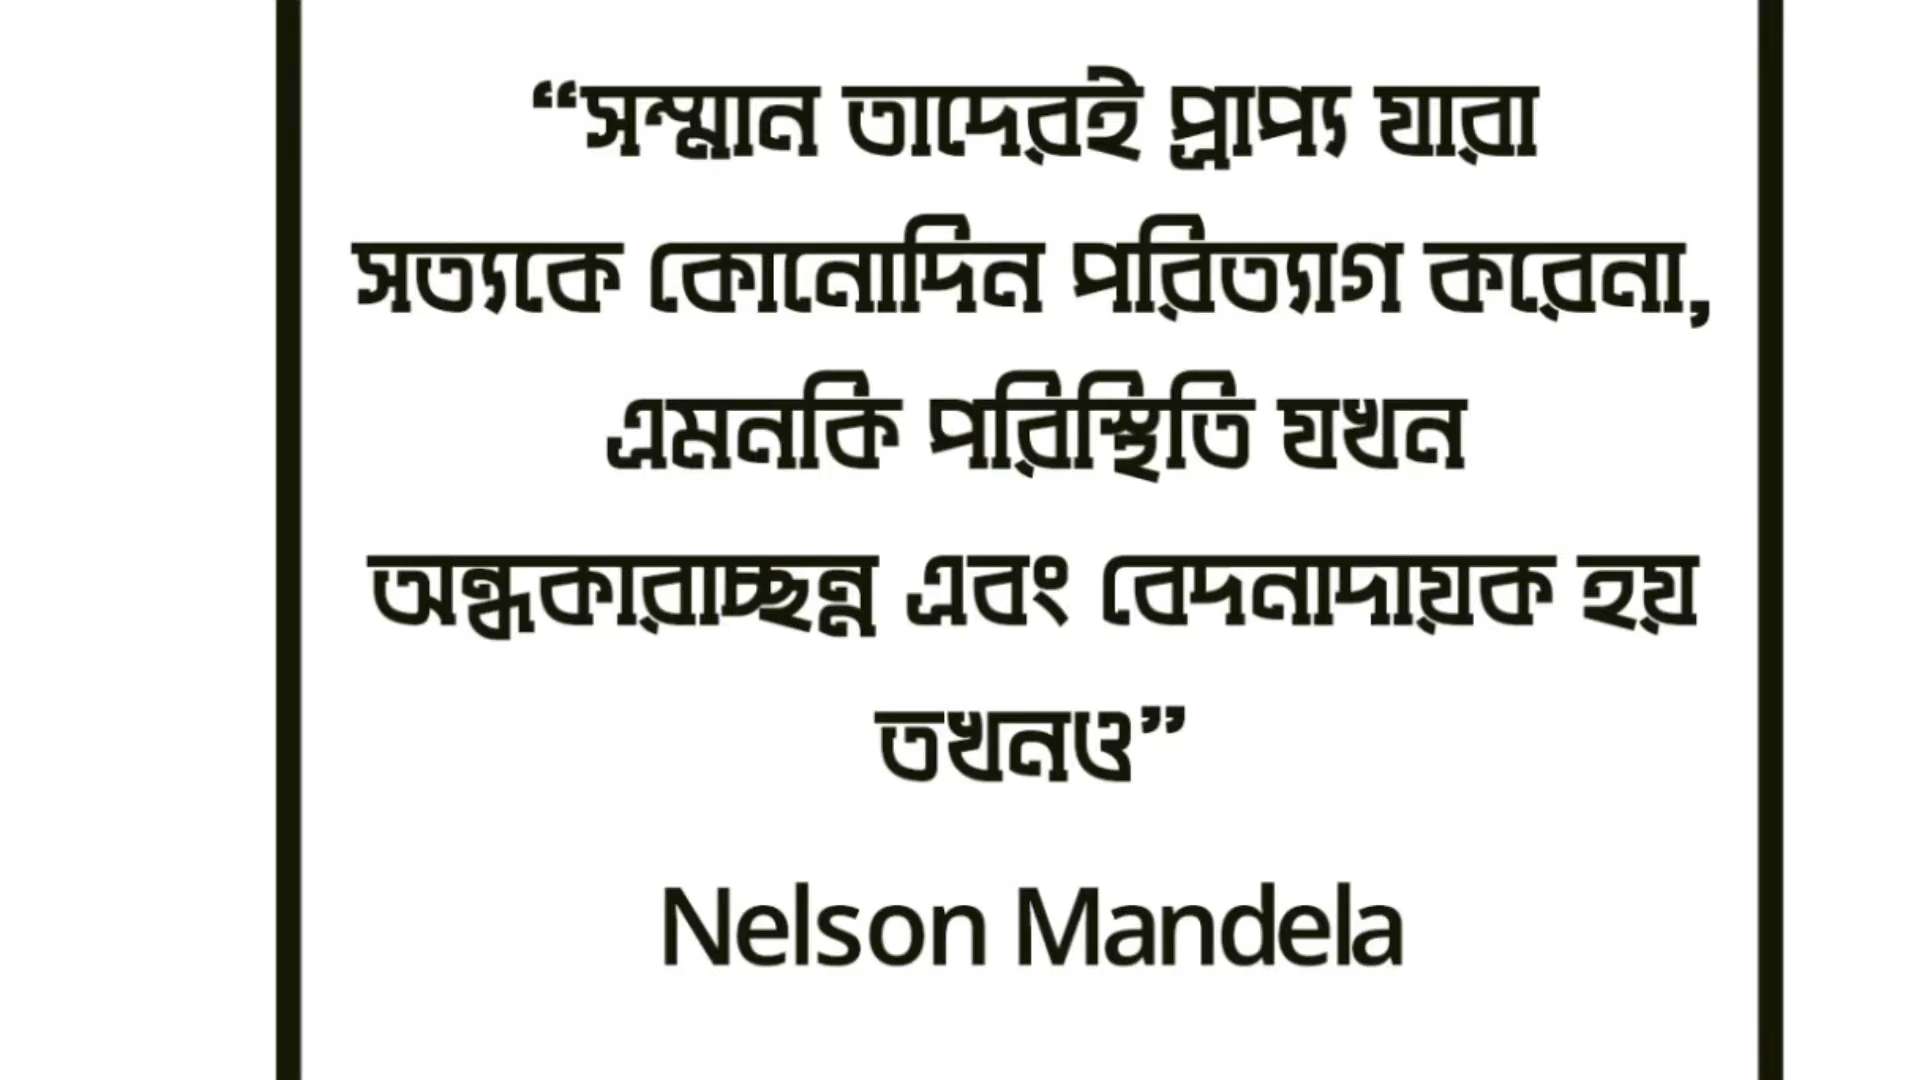 “সম্মান তাদেরই প্রাপ্য যারা
সত্যকে কোনোদিন পরিত্যাগ করেনা,
এমনকি পরিস্থিতি যখন
অন্ধকারাচ্ছন্ন এবং বেদনাদায়ক হয়
তখনও”
Nelson Mandela